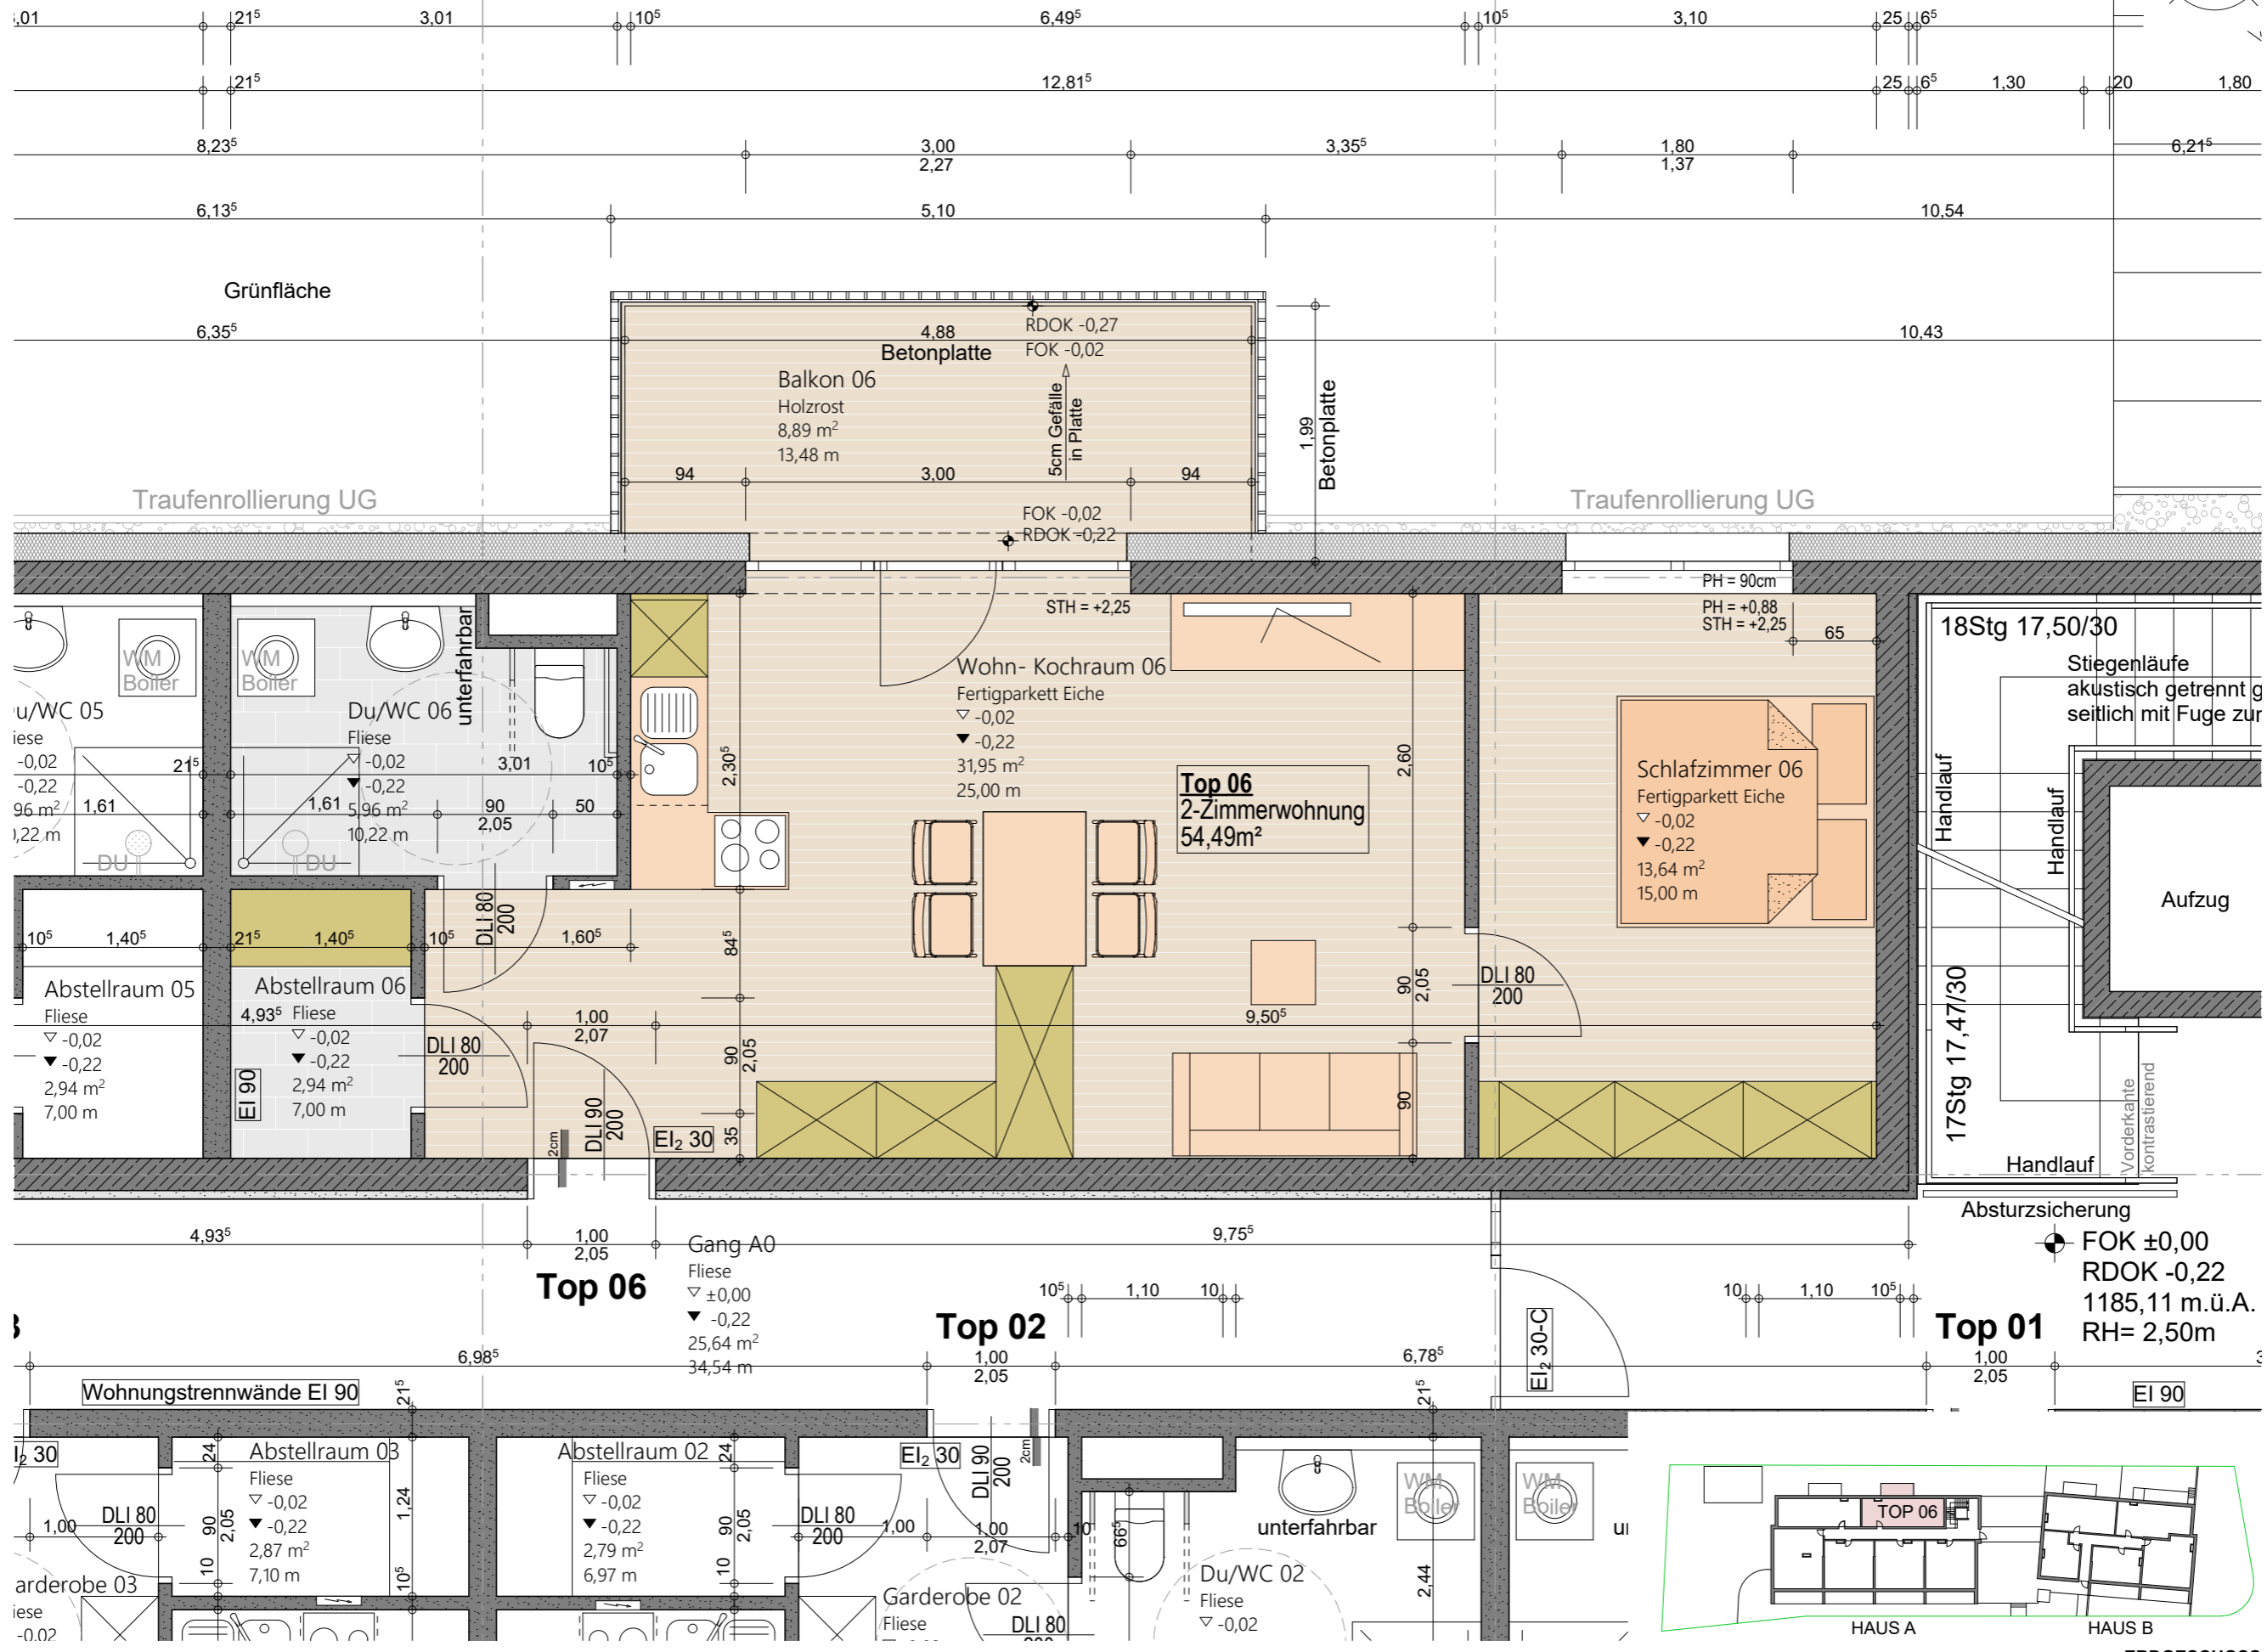 21⁵
3,01
10⁵
6,49⁵
10⁵
3,10
25
6⁵
21⁵
12,81⁵
25
6⁵
1,30
20
1,80
8,23⁵
3,00
2,27
3,35⁵
1,80
1,37
6,21⁵
6,13⁵
5,10
10,54
Grünfläche
6,35⁵
4,88
10,43
RDOK -0,27
FOK -0,02
Betonplatte
Balkon 06
Holzrost
8,89 m²
13,48 m
5cm Gefälle
in Platte
1,99
Betonplatte
94
3,00
94
Traufenrollierung UG
Traufenrollierung UG
FOK -0,02
RDOK -0,22
STH = +2,25
PH = 90cm
PH = +0,88
STH = +2,25
65
18Stg 17,50/30
Stiegenläufe
akustisch getrennt
seitlich mit Fuge
Handlauf
Handlauf
Aufzug
17Stg 17,47/30
Vorderkante
kontrastierend
Handlauf
Absturzsicherung
WM
Boiler
WM
Boiler
unterfahrbar
Du/WC 06
Fliese
-0,02
-0,22
5,96 m²
10,22 m
3,01
10⁵
21⁵
1,61
1,61
90
2,05
50
DU
DU
Wohn- Kochraum 06
Fertigparkett Eiche
-0,02
-0,22
31,95 m²
25,00 m
2,30⁵
2,60
Top 06
2-Zimmerwohnung
54,49m²
Schlafzimmer 06
Fertigparkett Eiche
-0,02
-0,22
13,64 m²
15,00 m
10⁵
1,40⁵
21⁵
1,40⁵
10⁵
DLI 80
200
1,60⁵
84⁵
90
2,05
DLI 80
200
Abstellraum 05
Fliese
-0,02
-0,22
2,94 m²
7,00 m
Abstellraum 06
4,93⁵
Fliese
-0,02
-0,22
2,94 m²
7,00 m
EI 90
DLI 80
200
1,00
2,07
9,50⁵
90
2,05
90
35
DLI 90
200
2cm
EI₂ 30
4,93⁵
1,00
2,05
9,75⁵
Top 06
Gang A0
Fliese
±0,00
-0,22
25,64 m²
34,54 m
Top 02
10⁵
1,10
10
10
1,10
10⁵
EI₂ 30-C
Top 01
FOK ±0,00
RDOK -0,22
1185,11 m.ü.A.
RH= 2,50m
6,98⁵
1,00
2,05
6,78⁵
1,00
2,05
Wohnungstrennwände EI 90
21⁵
21⁵
EI 90
24
Abstellraum 03
Fliese
-0,02
-0,22
2,87 m²
7,10 m
1,24
10⁵
1,00
DLI 80
200
90
2,05
10
Abstellraum 02
Fliese
-0,02
-0,22
2,79 m²
6,97 m
24
90
2,05
10
DLI 80
200
EI₂ 30
1,00
DLI 90
200
2cm
1,00
2,07
10
66⁵
Garderobe 02
Fliese
DLI 80
WM
Boiler
WM
Boiler
unterfahrbar
2,44
Du/WC 02
Fliese
-0,02
TOP 06
HAUS A
HAUS B